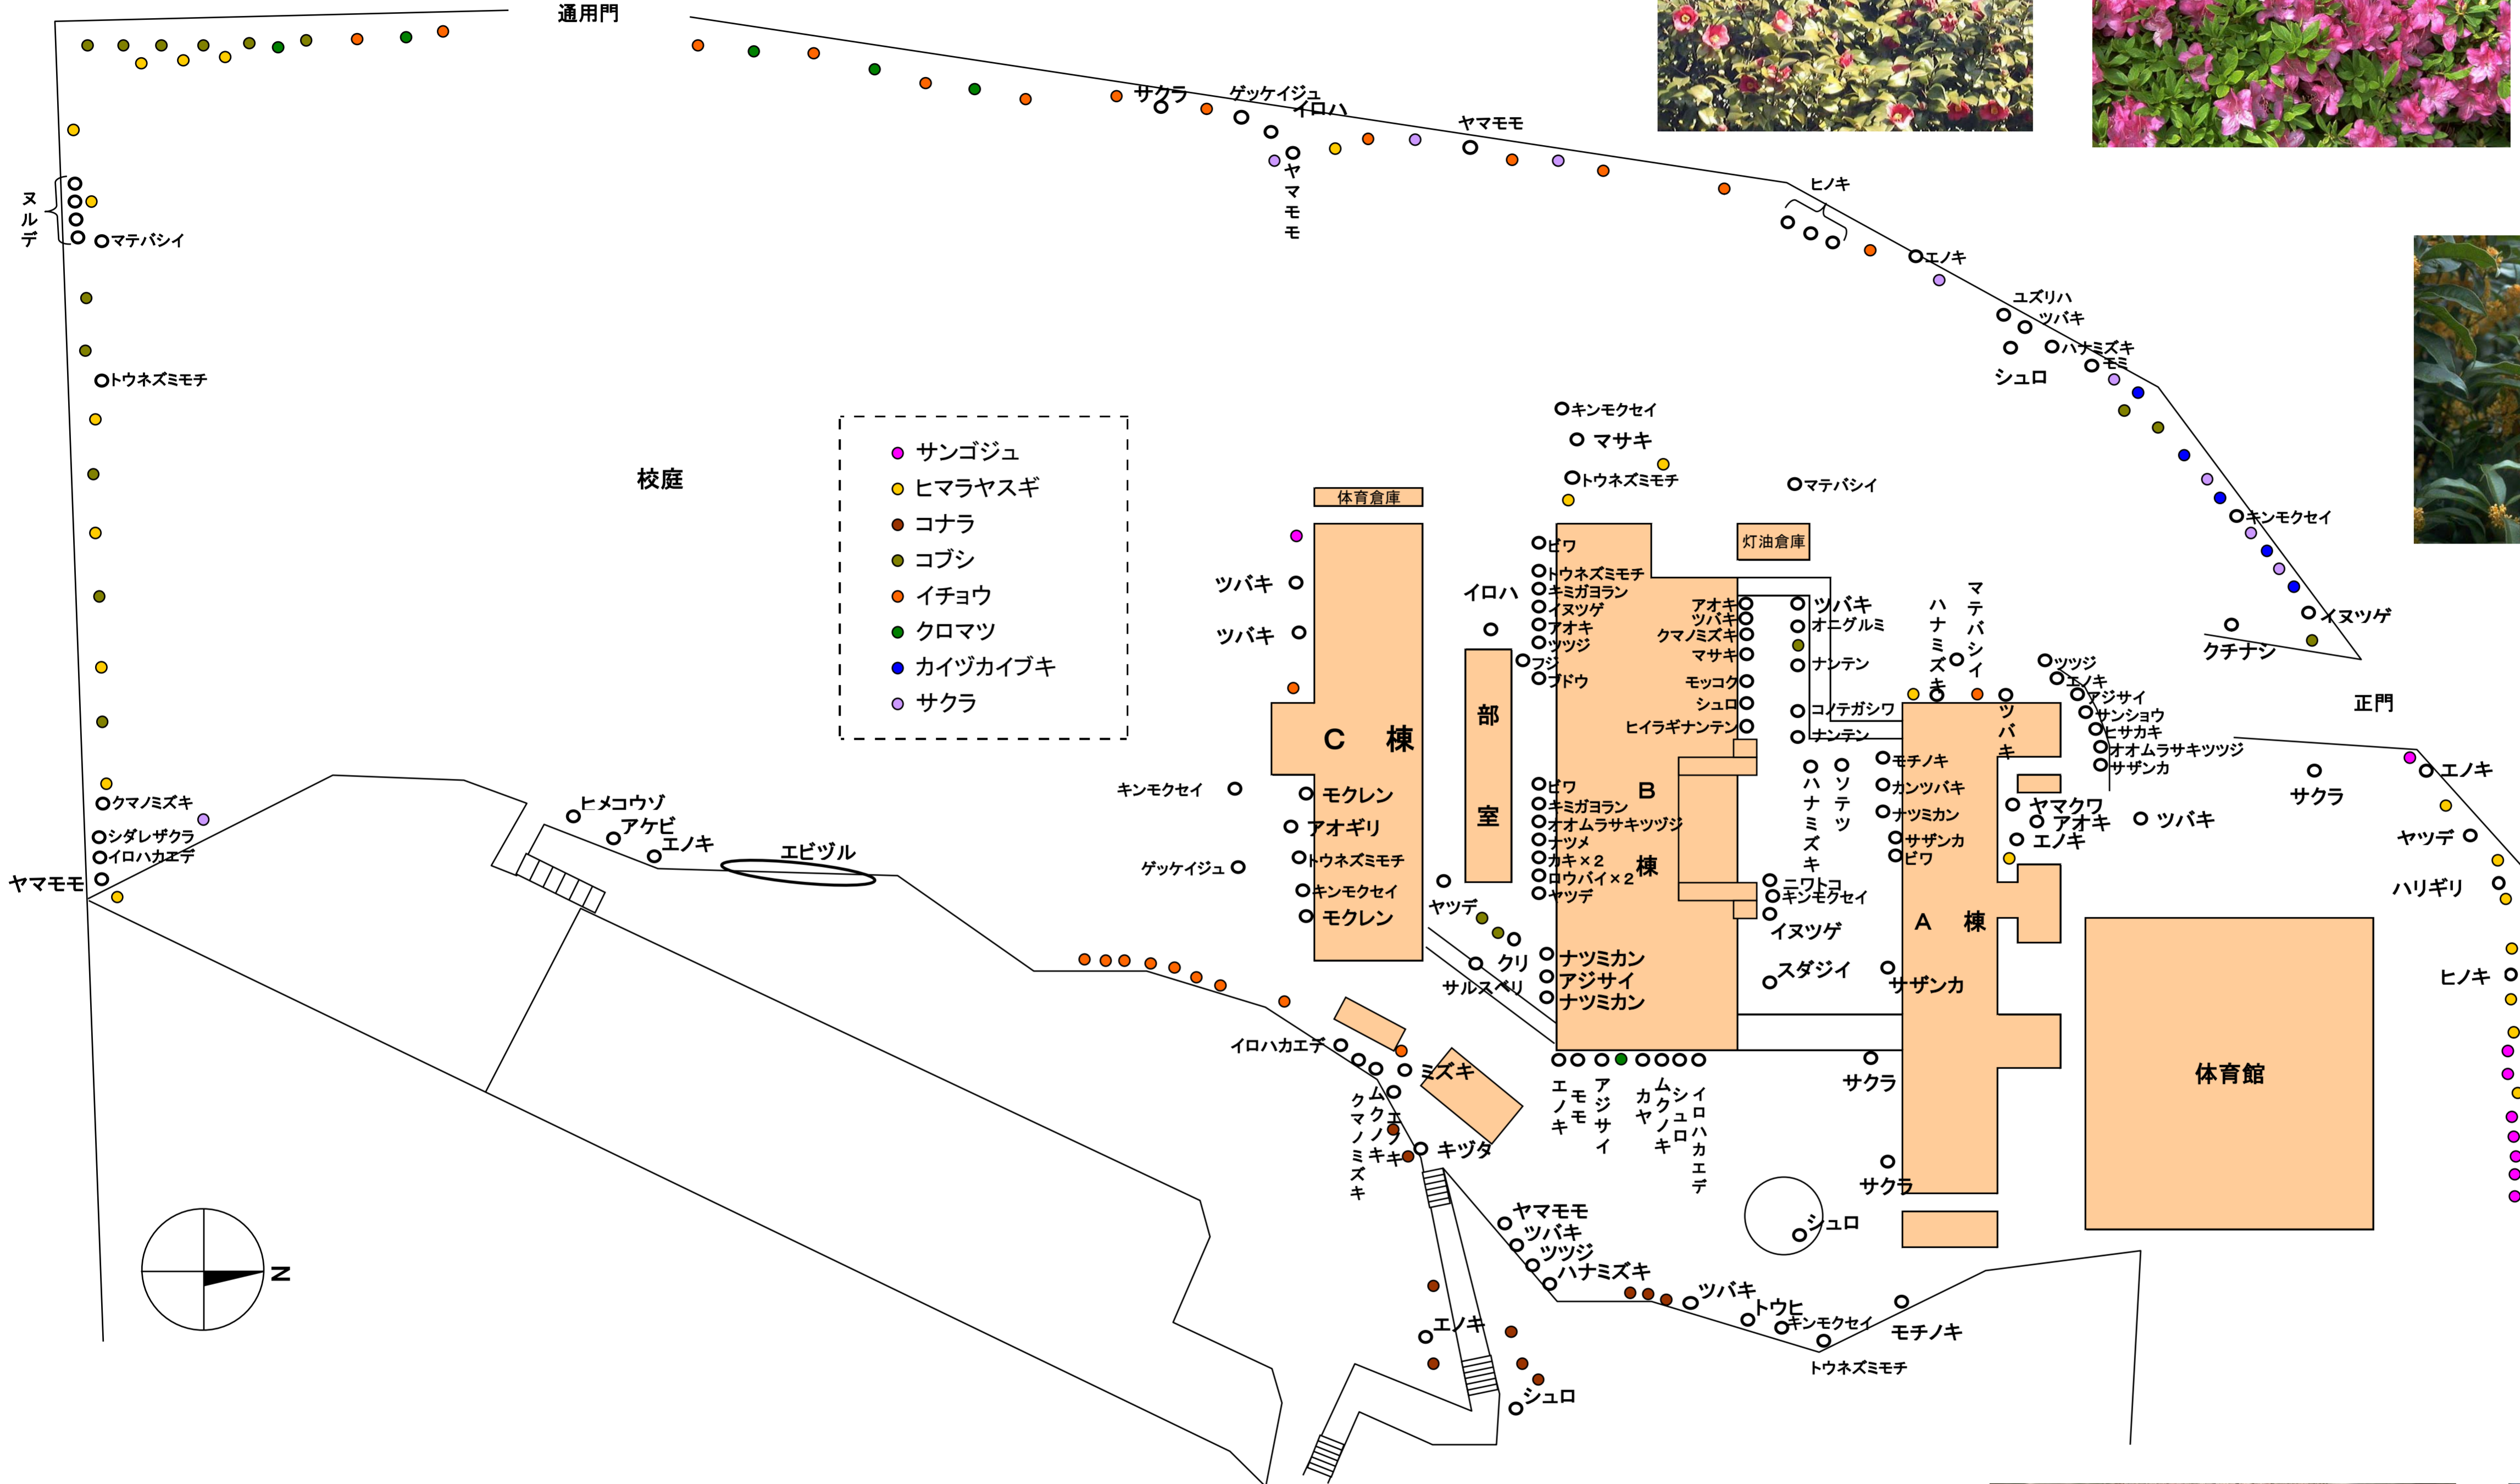 通用門
サクラ
ゲッケイジュ
イロハ
ヤマモモ
ヤマモモ
ヒノキ
エノキ
ユズリハ
ツバキ
ハナミズキ
モミ
シュロ
キンモクセイ
イヌツゲ
クチナシ
正門
ヌルデ
マテバシイ
トウネズミモチ
校庭
サンゴジュ
ヒマラヤスギ
コナラ
コブシ
イチョウ
クロマツ
カイヅカイブキ
サクラ
クマノミズキ
シダレザクラ
イロハカエデ
ヤマモモ
ヒメコウゾ
アケビ
エノキ
エビヅル
N
体育倉庫
ツバキ
ツバキ
C 棟
キンモクセイ
モクレン
アオギリ
ゲッケイジュ
トウネズミモチ
キンモクセイ
モクレン
キンモクセイ
マサキ
トウネズミモチ
マテバシイ
灯油倉庫
イロハ
部室
ビワ
トウネズミモチ
キミガヨラン
イヌツゲ
アオキ
ツツジ
フジ
ブドウ
B棟
ビワ
キミガヨラン
オオムラサキツヅジ
ナツメ
カキ×2
ロウバイ×2
ヤツデ
ヤツデ
クリ
サルスベリ
ナツミカン
アジサイ
ナツミカン
アオキ
ツバキ
クマノミズキ
マサキ
モッコク
シュロ
ヒイラギナンテン
ツバキ
オニグルミ
ナンテン
コノテガシワ
ナンテン
ハナミズキ
ソテツ
ニワトコ
キンモクセイ
イヌツゲ
スダジイ
ハナミズキ
マテバシイ
ツバキ
モチノキ
カンツバキ
ナツミカン
サザンカ
ビワ
A 棟
サザンカ
サクラ
サクラ
シュロ
ツツジ
エノキ
アジサイ
サンショウ
ヒサカキ
オオムラサキツツジ
サザンカ
ヤマクワ
アオキ
エノキ
ツバキ
サクラ
エノキ
ヤツデ
ハリギリ
ヒノキ
体育館
イロハカエデ
ミズキ
クマノミズキ
ムクノキ
エノキ
キヅタ
エノキ
モモ
アジサイ
カヤ
ムクノキ
シュロ
イロハカエデ
ヤマモモ
ツバキ
ツツジ
ハナミズキ
ツバキ
トウヒ
キンモクセイ
トウネズミモチ
モチノキ
エノキ
シュロ